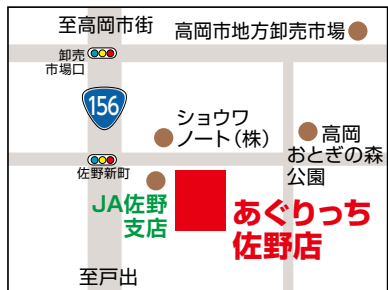 至高岡市街
高岡市地方卸売市場
卸売
市場口
156
ショウワ
ノート(株)
高岡
おとぎの森
公園
佐野新町
JA佐野
支店
あぐりっち
佐野店
至戸出